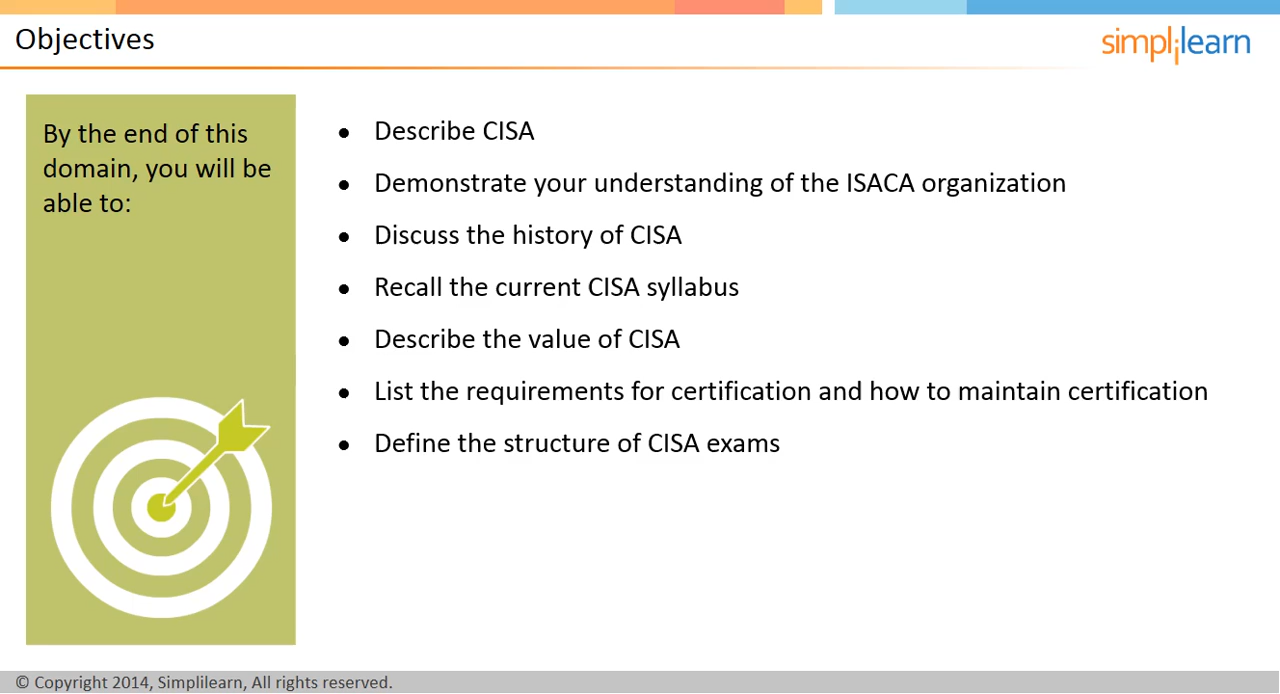 Objectives
simplilearn
By the end of this
domain, you will be
able to:
• Describe CISA
• Demonstrate your understanding of the ISACA organization
• Discuss the history of CISA
• Recall the current CISA syllabus
• Describe the value of CISA
• List the requirements for certification and how to maintain certification
• Define the structure of CISA exams
© Copyright 2014, Simplilearn, All rights reserved.